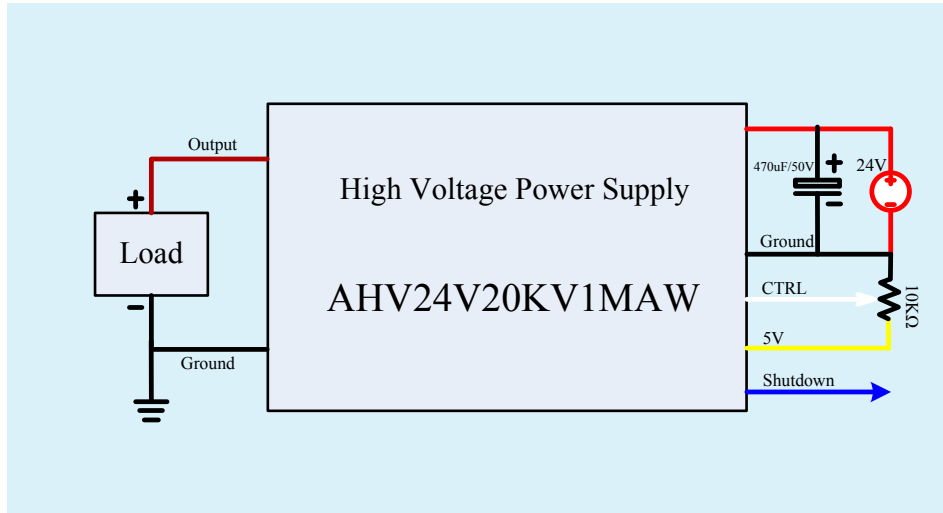 Output
+
Load
−
Ground
High Voltage Power Supply
AHV24V20KV1MAW
470uF/50V
+
−
24V
+
−
Ground
CTRL
10KΩ
5V
Shutdown